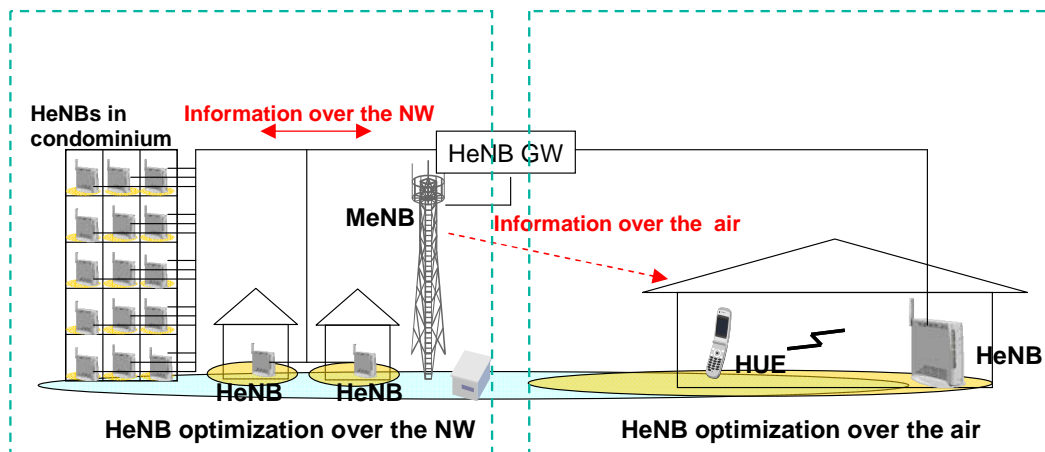 HeNBs in
condominium
Information over the NW
HeNB GW
MeNB
Information over the air
HUE
HeNB
HeNB
HeNB
HeNB optimization over the NW
HeNB optimization over the air